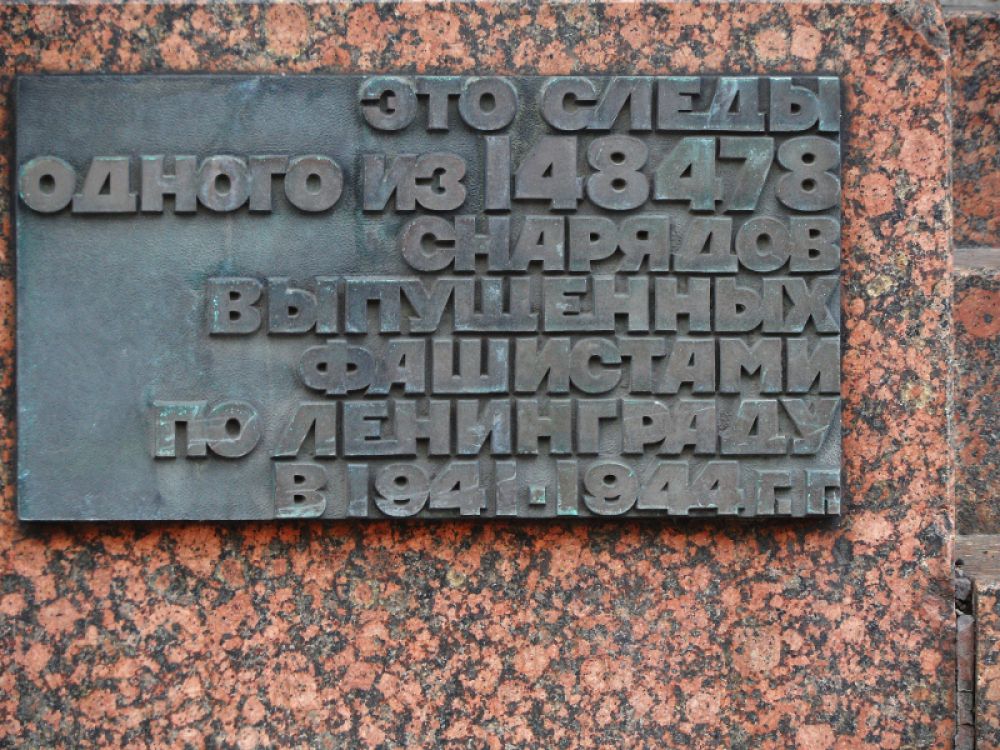 ЭТО СЛЕДЫ
ОДНОГО ИЗ 148478
СНАРЯДОВ
ВЫПУЩЕННЫХ
ФАШИСТАМИ
ПО ЛЕНИНГРАДУ
В 1941-1944 Г.Г.